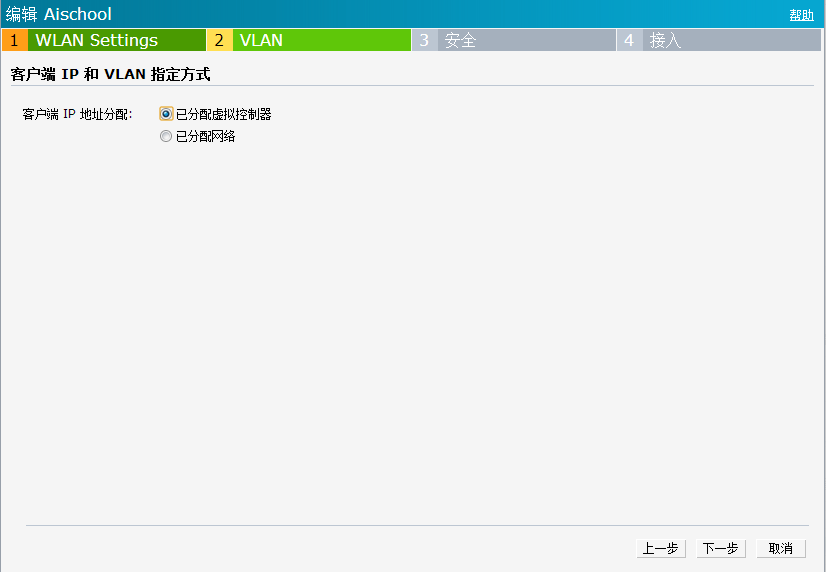 编辑 Aischool 帮助
1 WLAN Settings 2 VLAN 3 安全 4 接入
客户端 IP 和 VLAN 指定方式
客户端 IP 地址分配: 已分配虚拟控制器
已分配网络
上一步 下一步 取消